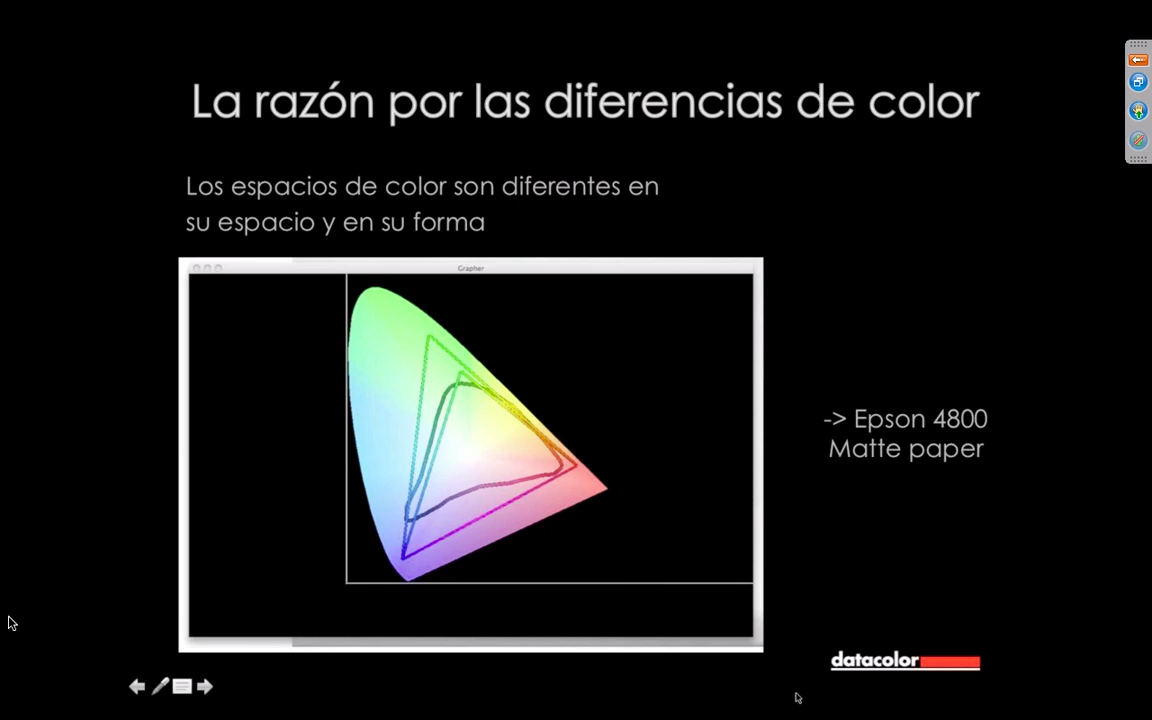 La razón por las diferencias de color
Los espacios de color son diferentes en
su espacio y en su forma
Grapher
-> Epson 4800
Matte paper
datacolor